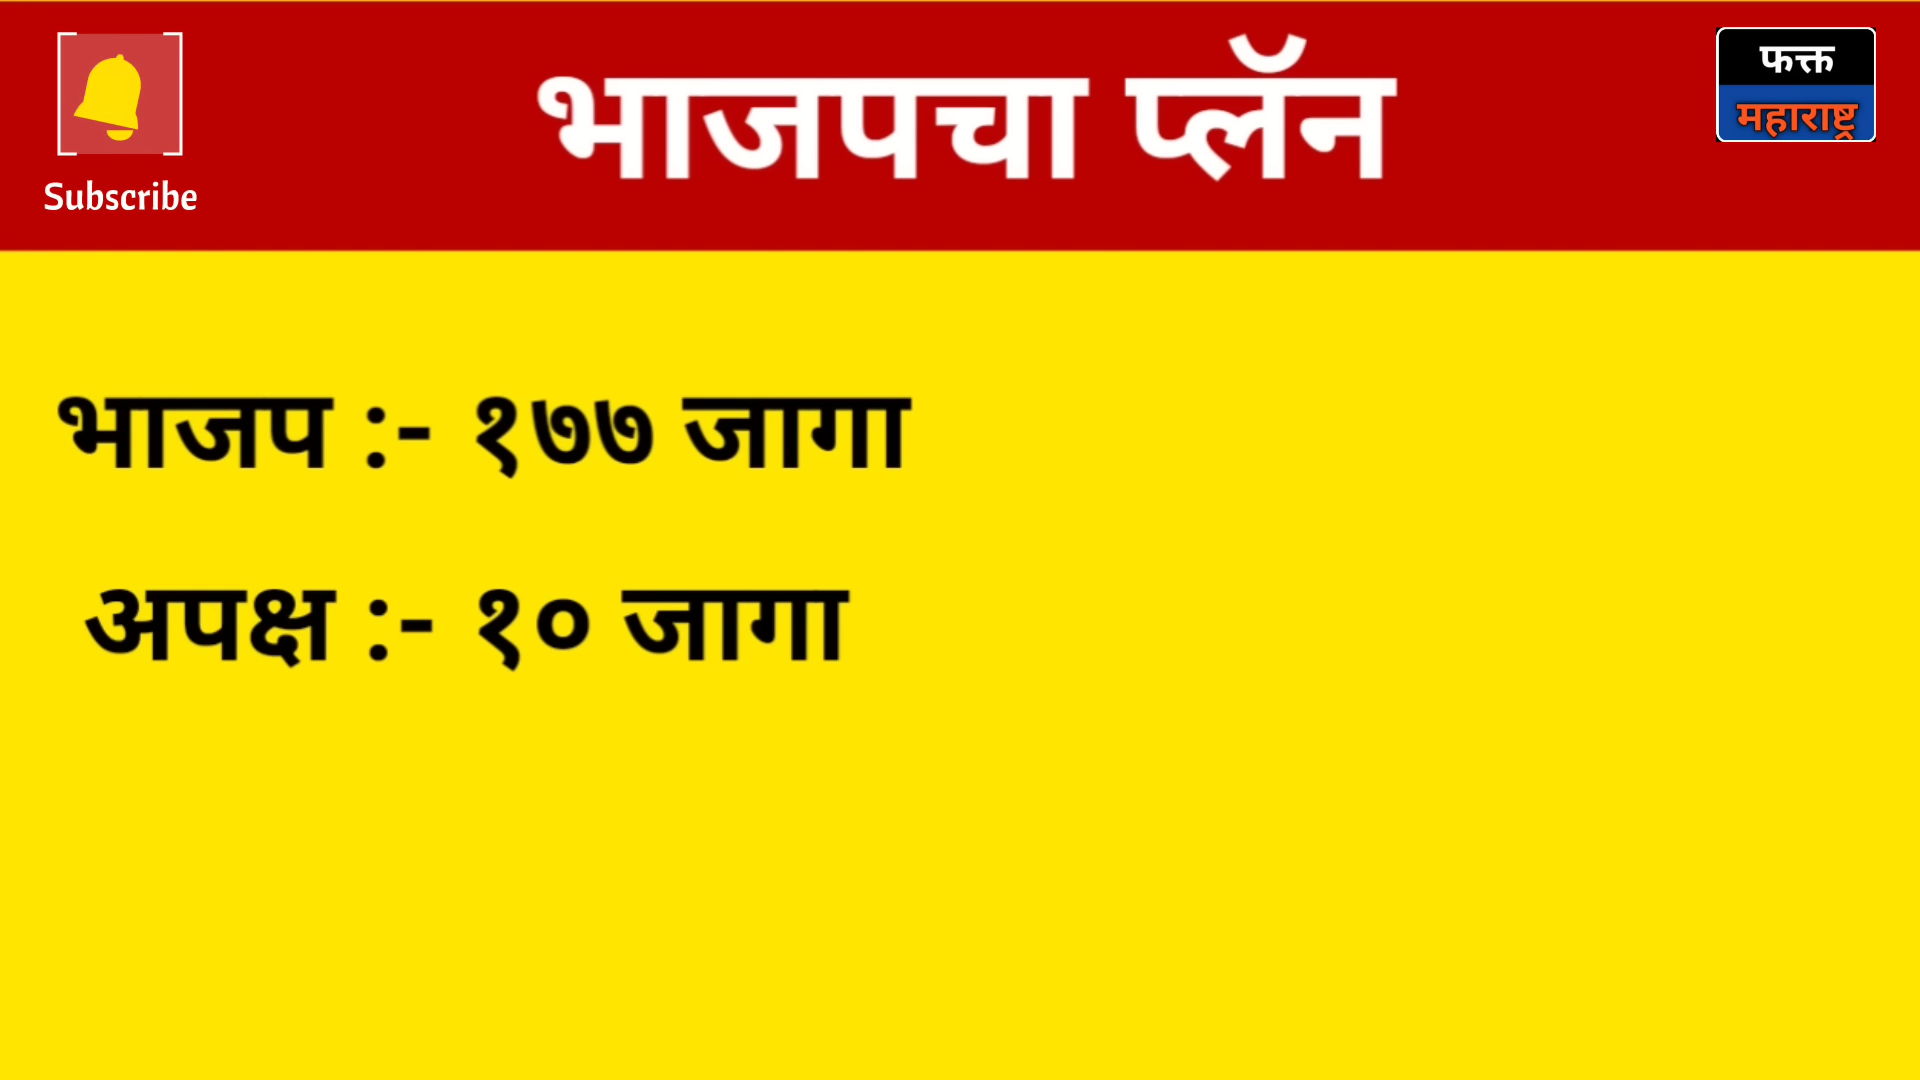 भाजपचा प्लॅन
फक्त
महाराष्ट्र
Subscribe
भाजप :- १७७ जागा
अपक्ष :- १० जागा